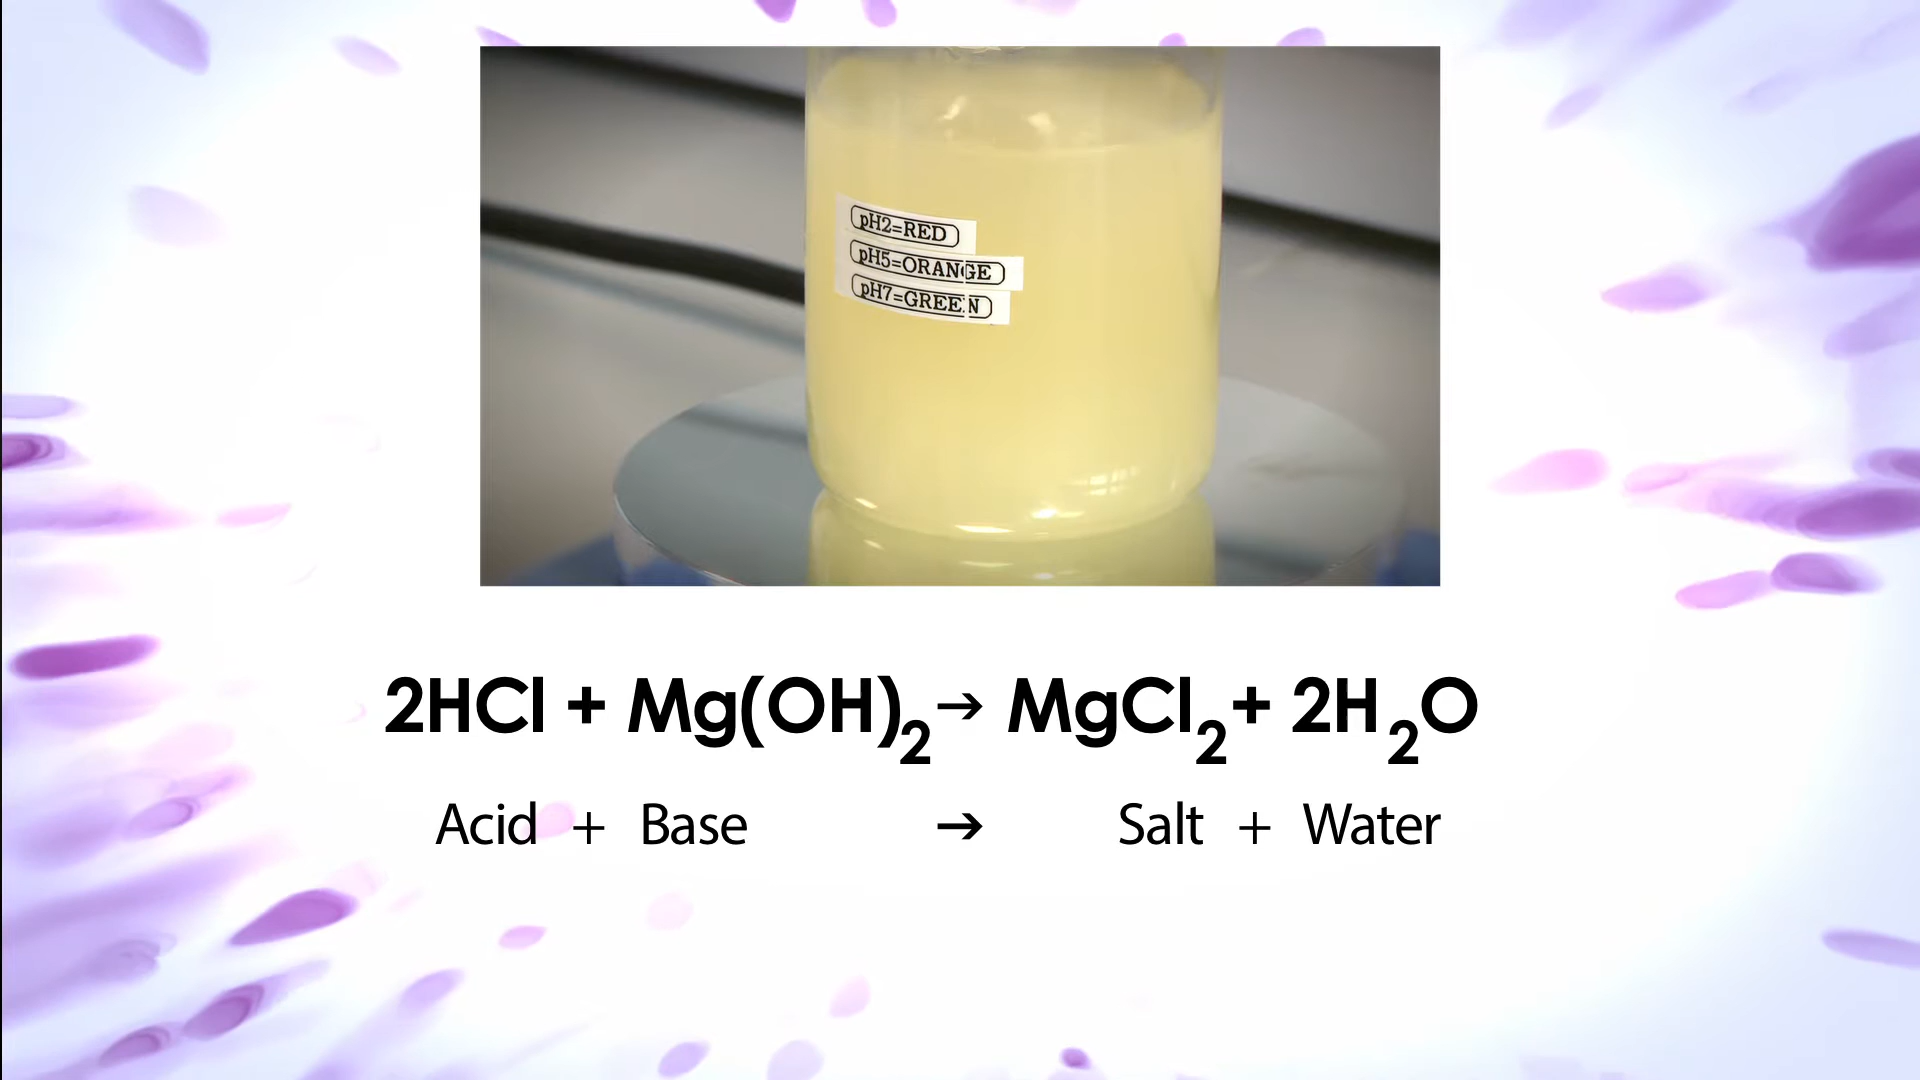 pH2=RED
pH5=ORANGE
pH7=GREEN
2HCl + Mg(OH)₂ → MgCl₂ + 2H₂O
Acid + Base → Salt + Water